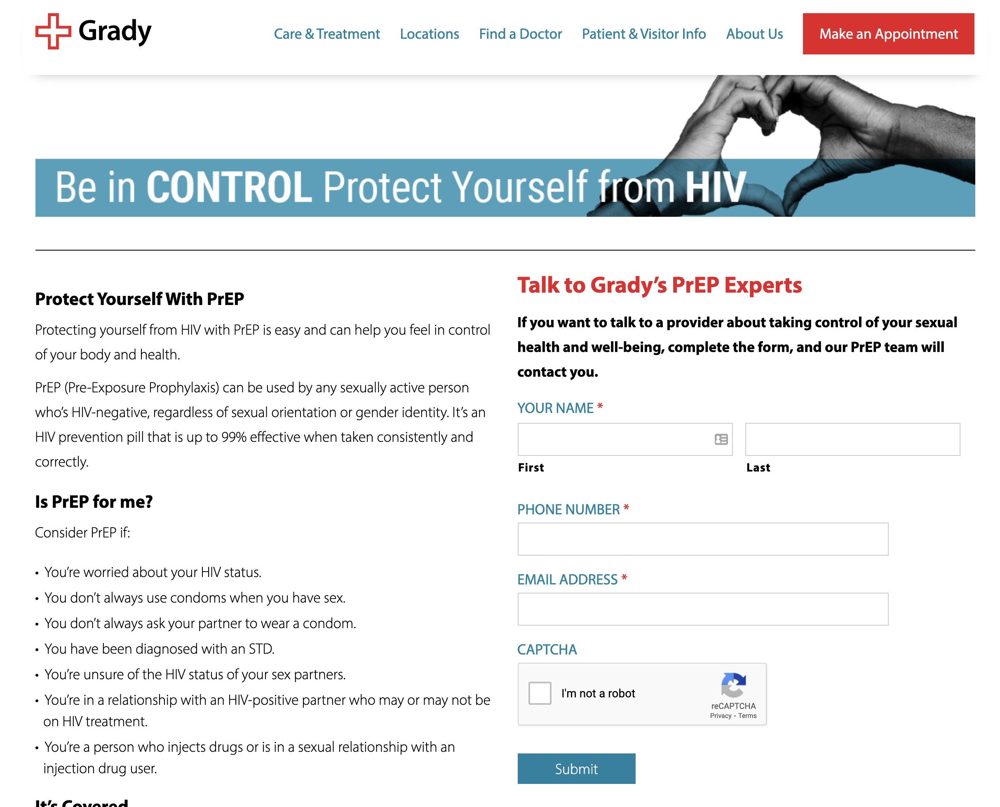 Grady
Care & Treatment
Locations
Find a Doctor
Patient & Visitor Info
About Us
Make an Appointment
Be in CONTROL Protect Yourself from HIV
Protect Yourself With PrEP
Protecting yourself from HIV with PrEP is easy and can help you feel in control
of your body and health.
PrEP (Pre-Exposure Prophylaxis) can be used by any sexually active person
who’s HIV-negative, regardless of sexual orientation or gender identity. It’s an
HIV prevention pill that is up to 99% effective when taken consistently and
correctly.
Is PrEP for me?
Consider PrEP if:
• You’re worried about your HIV status.
• You don’t always use condoms when you have sex.
• You don’t always ask your partner to wear a condom.
• You have been diagnosed with an STD.
• You’re unsure of the HIV status of your sex partners.
• You’re in a relationship with an HIV-positive partner who may or may not be
on HIV treatment.
• You’re a person who injects drugs or is in a sexual relationship with an
injection drug user.
It’s Covered
Talk to Grady’s PrEP Experts
If you want to talk to a provider about taking control of your sexual
health and well-being, complete the form, and our PrEP team will
contact you.
YOUR NAME *
First
Last
PHONE NUMBER *
EMAIL ADDRESS *
CAPTCHA
I'm not a robot
reCAPTCHA
Privacy - Terms
Submit